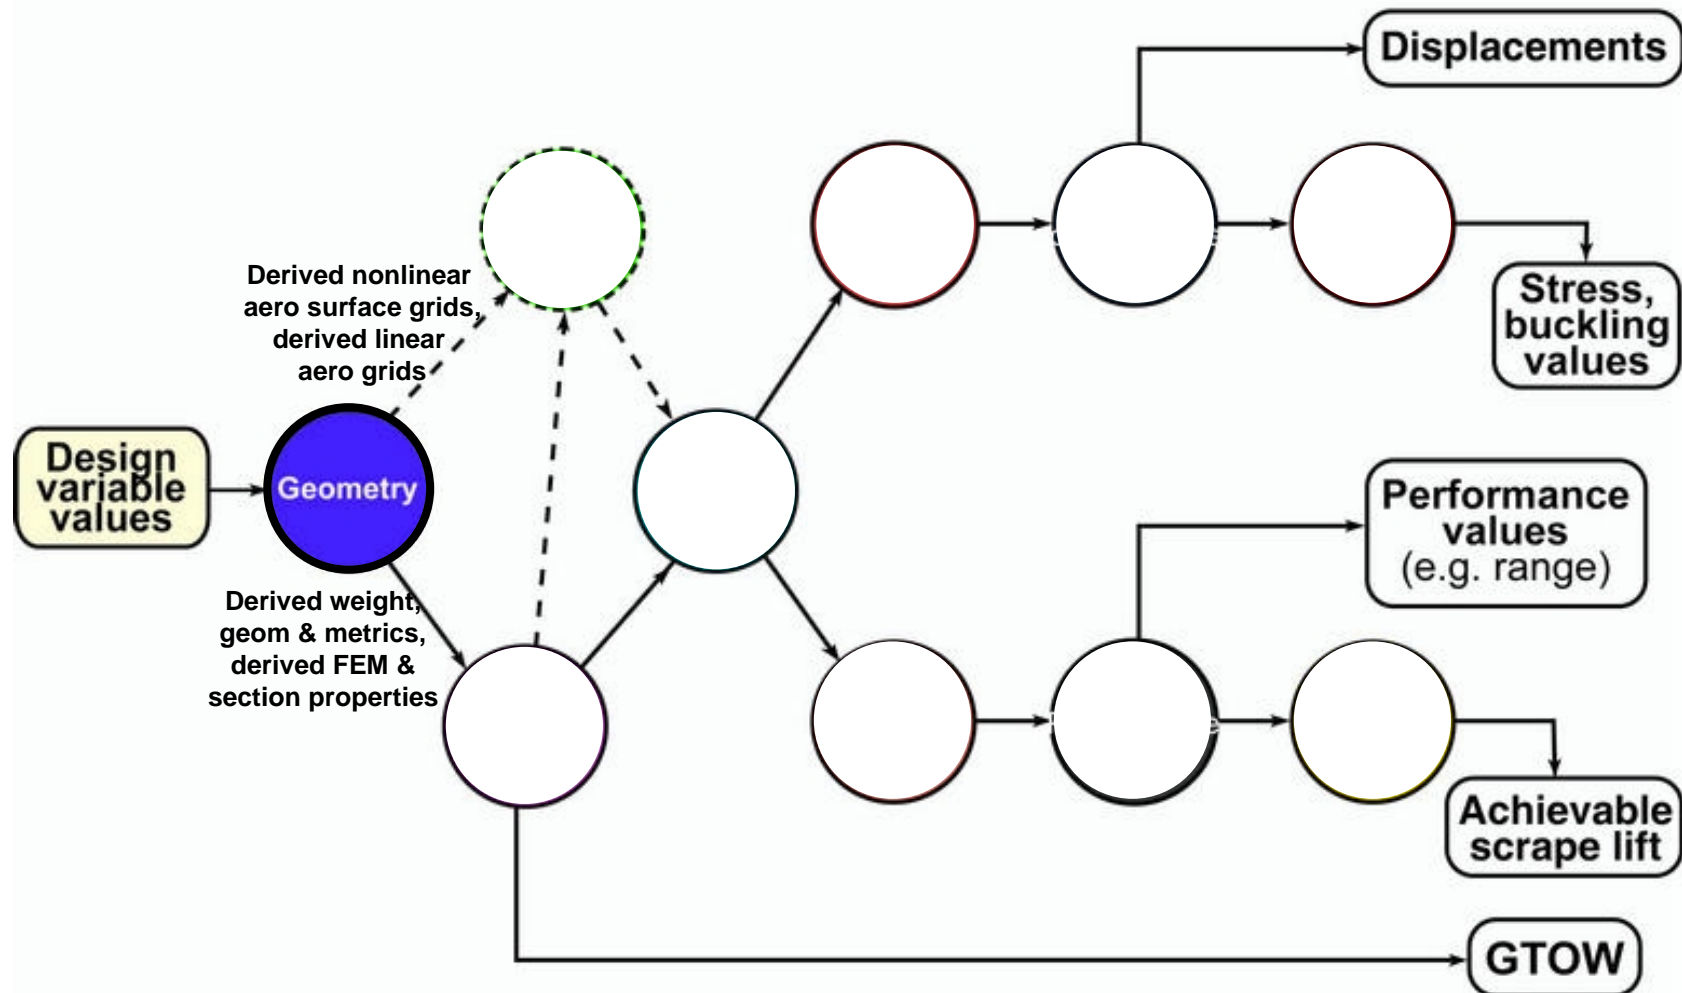 Displacements
Derived nonlinear
aero surface grids,
derived linear
aero grids
Stress,
buckling
values
Design
variable
values
Geometry
Performance
values
(e.g. range)
Derived weight,
geom & metrics,
derived FEM &
section properties
Achievable
scrape lift
GTOW